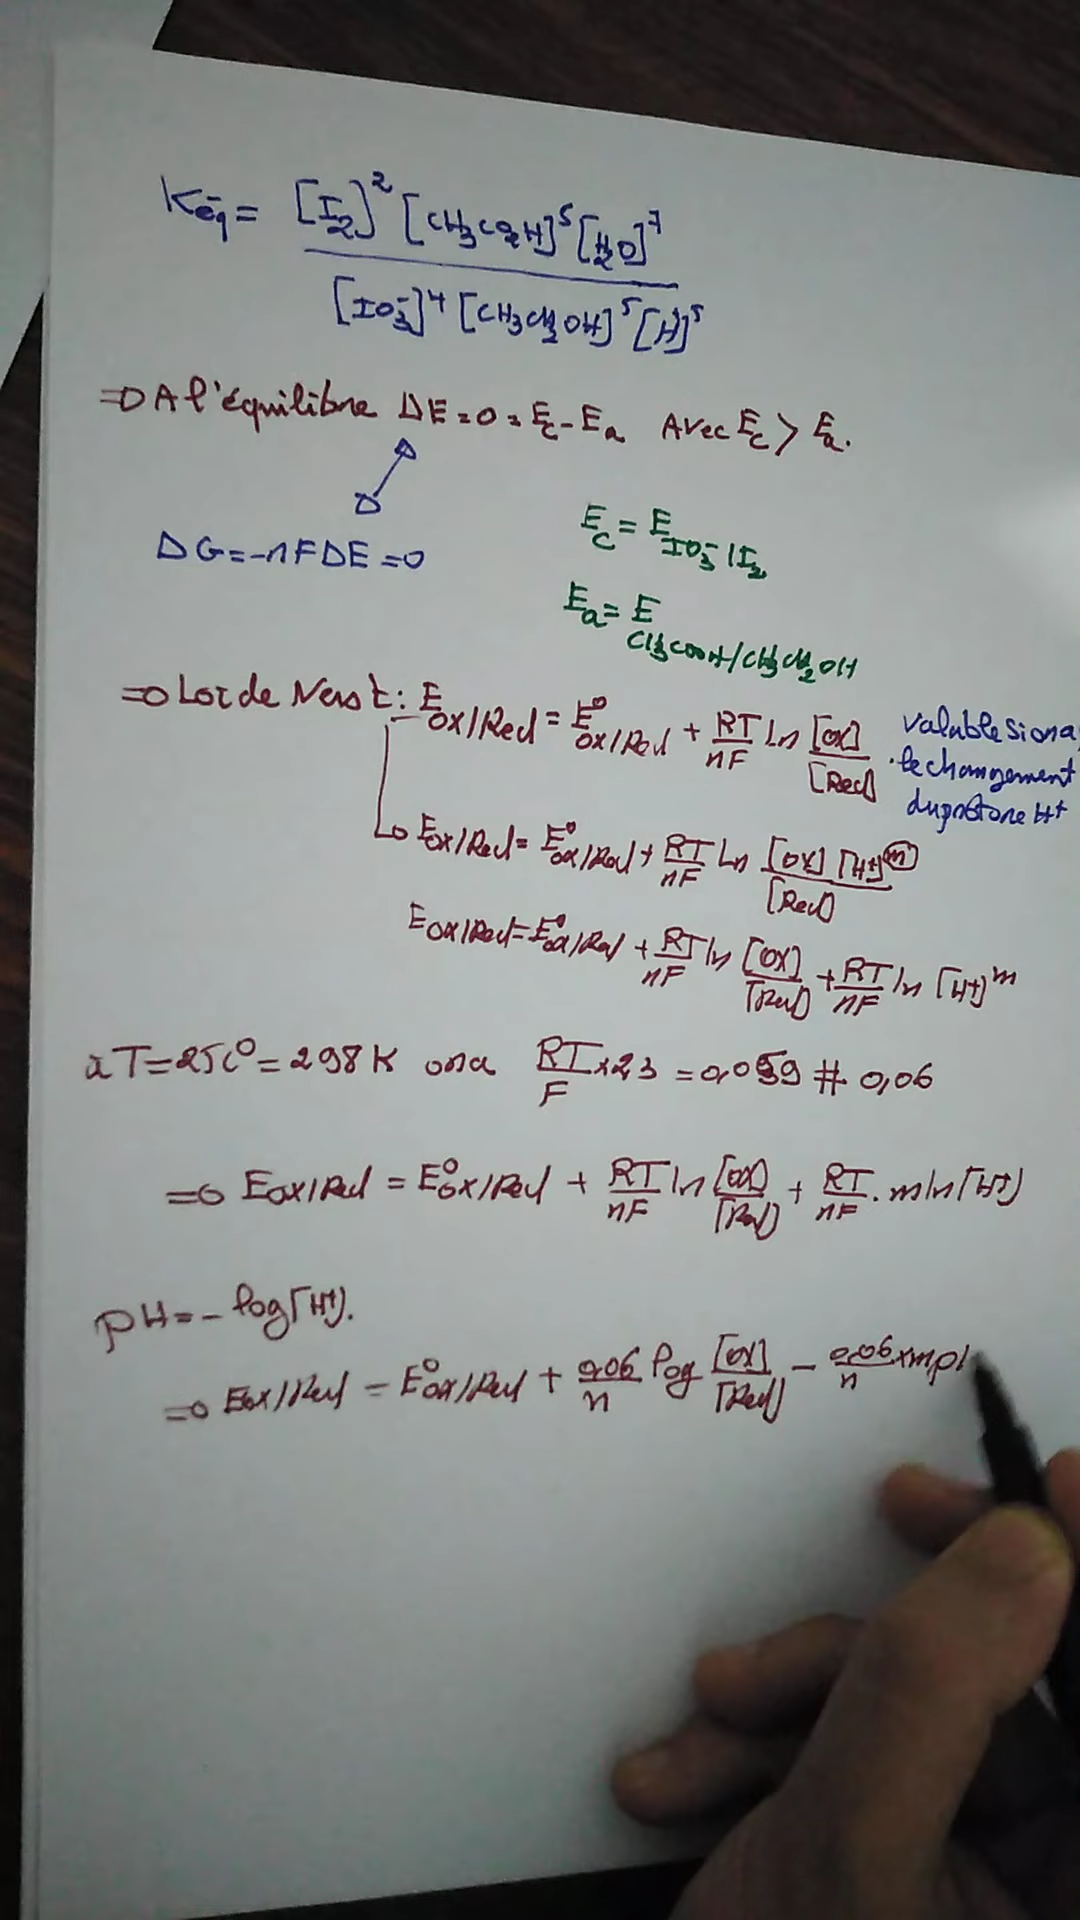 Kéq = [I2]^2 [CH3CO2H]^5 [H2O]^7 / [IO3^-]^4 [CH3CH2OH]^5 [H^+]^5
=> A l'équilibre ΔE = 0 = Ec - Ea Avec Ec > Ea.
ΔG = -nFΔE = 0
Ec = E IO3^- / I2
Ea = E CH3COOH/CH3CH2OH
=> Loi de Nerst : E ox/Red = E° ox/Red + RT/nF Ln [ox]/[Red]
valable si on a
le changement
du protone H+
E ox/Red = E° ox/Red + RT/nF Ln [ox] [H+]^m / [Red]
E ox/Red = E° ox/Red + RT/nF ln [ox]/[Red] + RT/nF ln [H+]^m
à T = 25C° = 298 K on a RT/F × 2,3 = 0,059 # 0,06
=> E ox/Red = E° ox/Red + RT/nF ln [ox]/[Red] + RT/nF . m ln [H+]
pH = - log [H+].
=> E ox/Red = E° ox/Red + 0,06/n log [ox]/[Red] - 0,06/n × m p